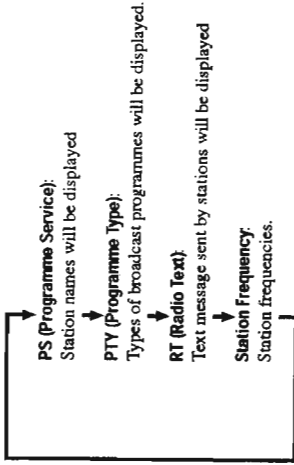 PS (Programme Service):
Station names will be displayed
PTY (Programme Type):
Types of broadcast programmes will be displayed.
RT (Radio Text):
Text message sent by stations will be displayed
Station Frequency:
Station frequencies.